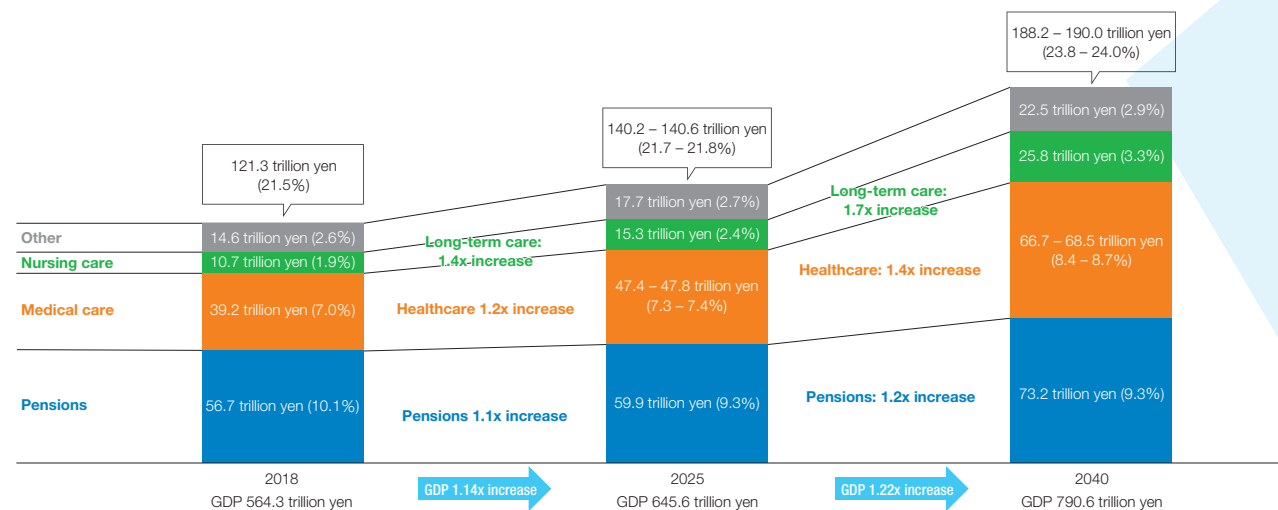 188.2 – 190.0 trillion yen
(23.8 – 24.0%)
140.2 – 140.6 trillion yen
(21.7 – 21.8%)
121.3 trillion yen
(21.5%)
Other
Nursing care
Medical care
Pensions
14.6 trillion yen (2.6%)
10.7 trillion yen (1.9%)
39.2 trillion yen (7.0%)
56.7 trillion yen (10.1%)
Long-term care:
1.4x increase
Healthcare 1.2x increase
Pensions 1.1x increase
17.7 trillion yen (2.7%)
15.3 trillion yen (2.4%)
47.4 – 47.8 trillion yen
(7.3 – 7.4%)
59.9 trillion yen (9.3%)
Long-term care:
1.7x increase
Healthcare: 1.4x increase
Pensions: 1.2x increase
22.5 trillion yen (2.9%)
25.8 trillion yen (3.3%)
66.7 – 68.5 trillion yen
(8.4 – 8.7%)
73.2 trillion yen (9.3%)
2018
GDP 564.3 trillion yen
GDP 1.14x increase
2025
GDP 645.6 trillion yen
GDP 1.22x increase
2040
GDP 790.6 trillion yen